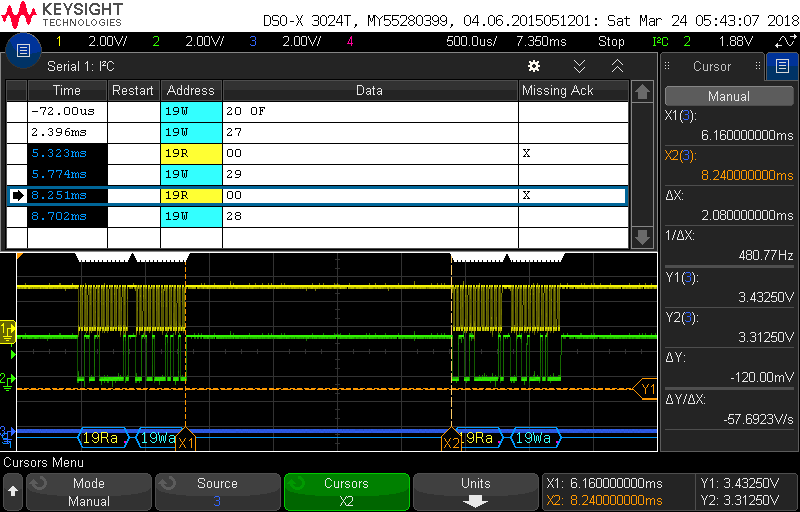 KEYSIGHT
TECHNOLOGIES
DSO-X 3024T, MY55280399, 04.06.2015051201: Sat Mar 24 05:43:07 2018
1 2.00V/ 2 2.00V/ 3 2.00V/ 4 500.0us/ 7.350ms Stop I²C 2 1.88V
Serial 1: I²C
Time Restart Address Data Missing Ack
-72.00us 19W 20 0F
2.396ms 19W 27
5.323ms 19R 00 X
5.774ms 19W 29
8.251ms 19R 00 X
8.702ms 19W 28
Cursor
Manual
X1(3):
6.160000000ms
X2(3):
8.240000000ms
ΔX:
2.080000000ms
1/ΔX:
480.77Hz
Y1(3):
3.43250V
Y2(3):
3.31250V
ΔY:
-120.00mV
ΔY/ΔX:
-57.6923V/s
1
2
Y1
3
S1
19Ra 19Wa X1 X2 19Ra 19Wa
Cursors Menu
Mode
Manual
Source
3
Cursors
X2
Units
X1: 6.160000000ms
X2: 8.240000000ms
Y1: 3.43250V
Y2: 3.31250V